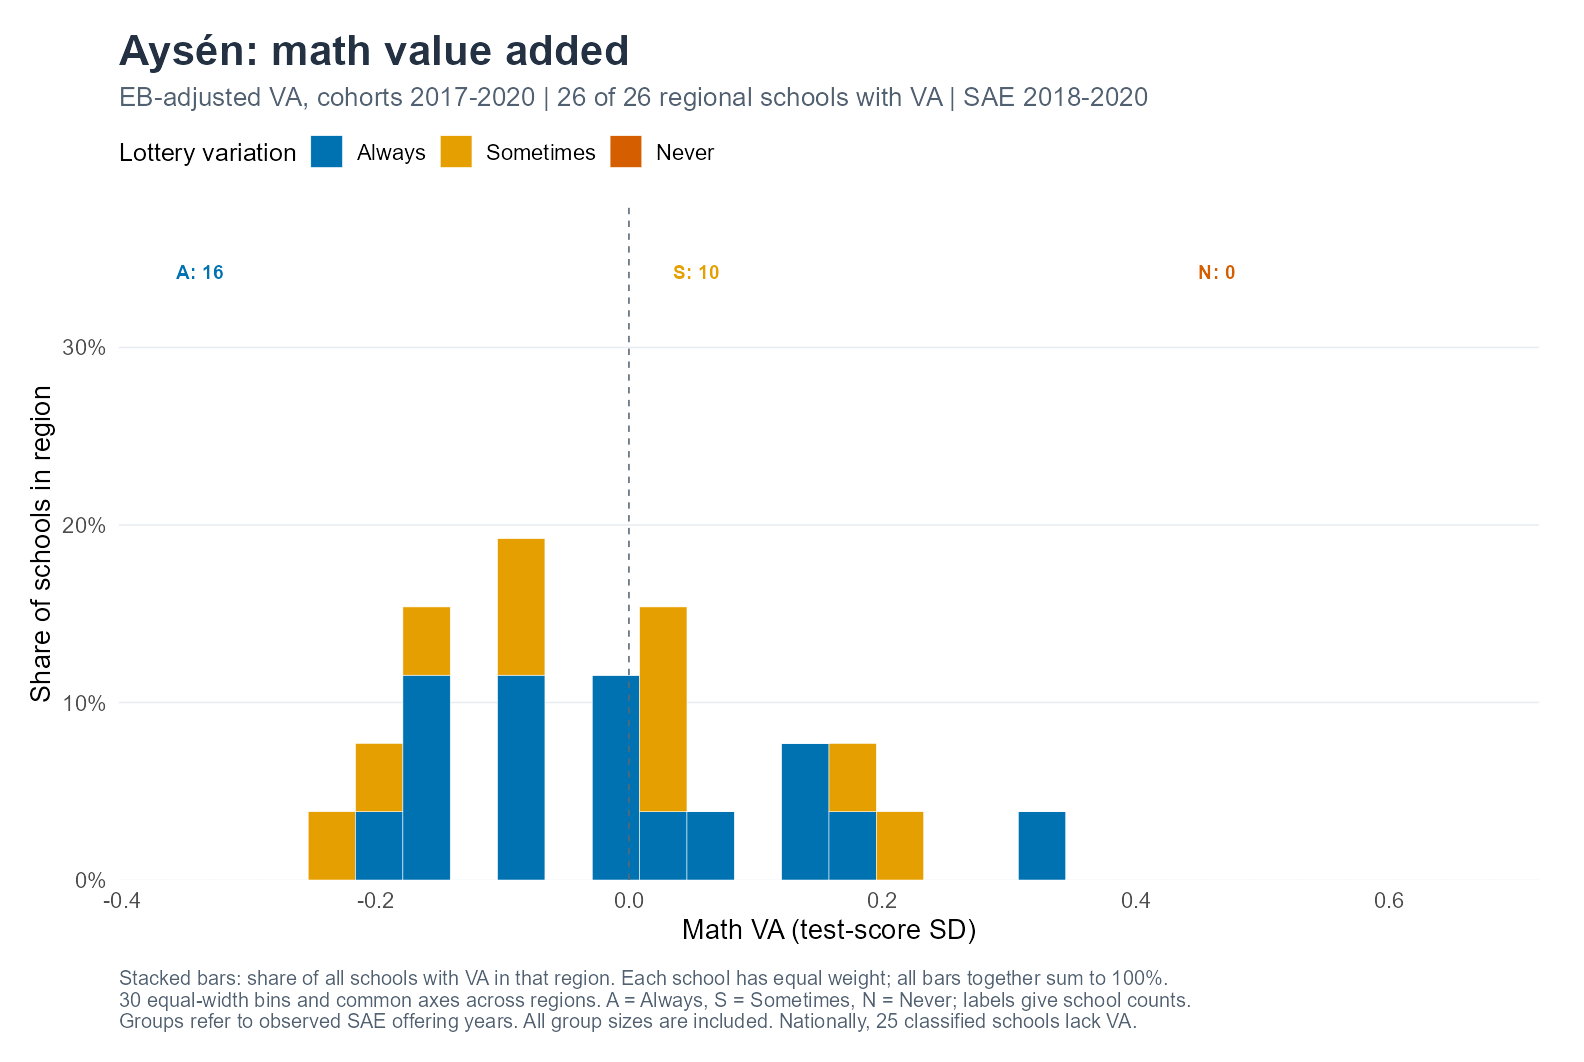 Aysén: math value added
EB-adjusted VA, cohorts 2017-2020 | 26 of 26 regional schools with VA | SAE 2018-2020
Lottery variation Always Sometimes Never
A: 16 S: 10 N: 0
30%
20%
10%
0%
Share of schools in region
-0.4 -0.2 0.0 0.2 0.4 0.6
Math VA (test-score SD)
Stacked bars: share of all schools with VA in that region. Each school has equal weight; all bars together sum to 100%.
30 equal-width bins and common axes across regions. A = Always, S = Sometimes, N = Never; labels give school counts.
Groups refer to observed SAE offering years. All group sizes are included. Nationally, 25 classified schools lack VA.